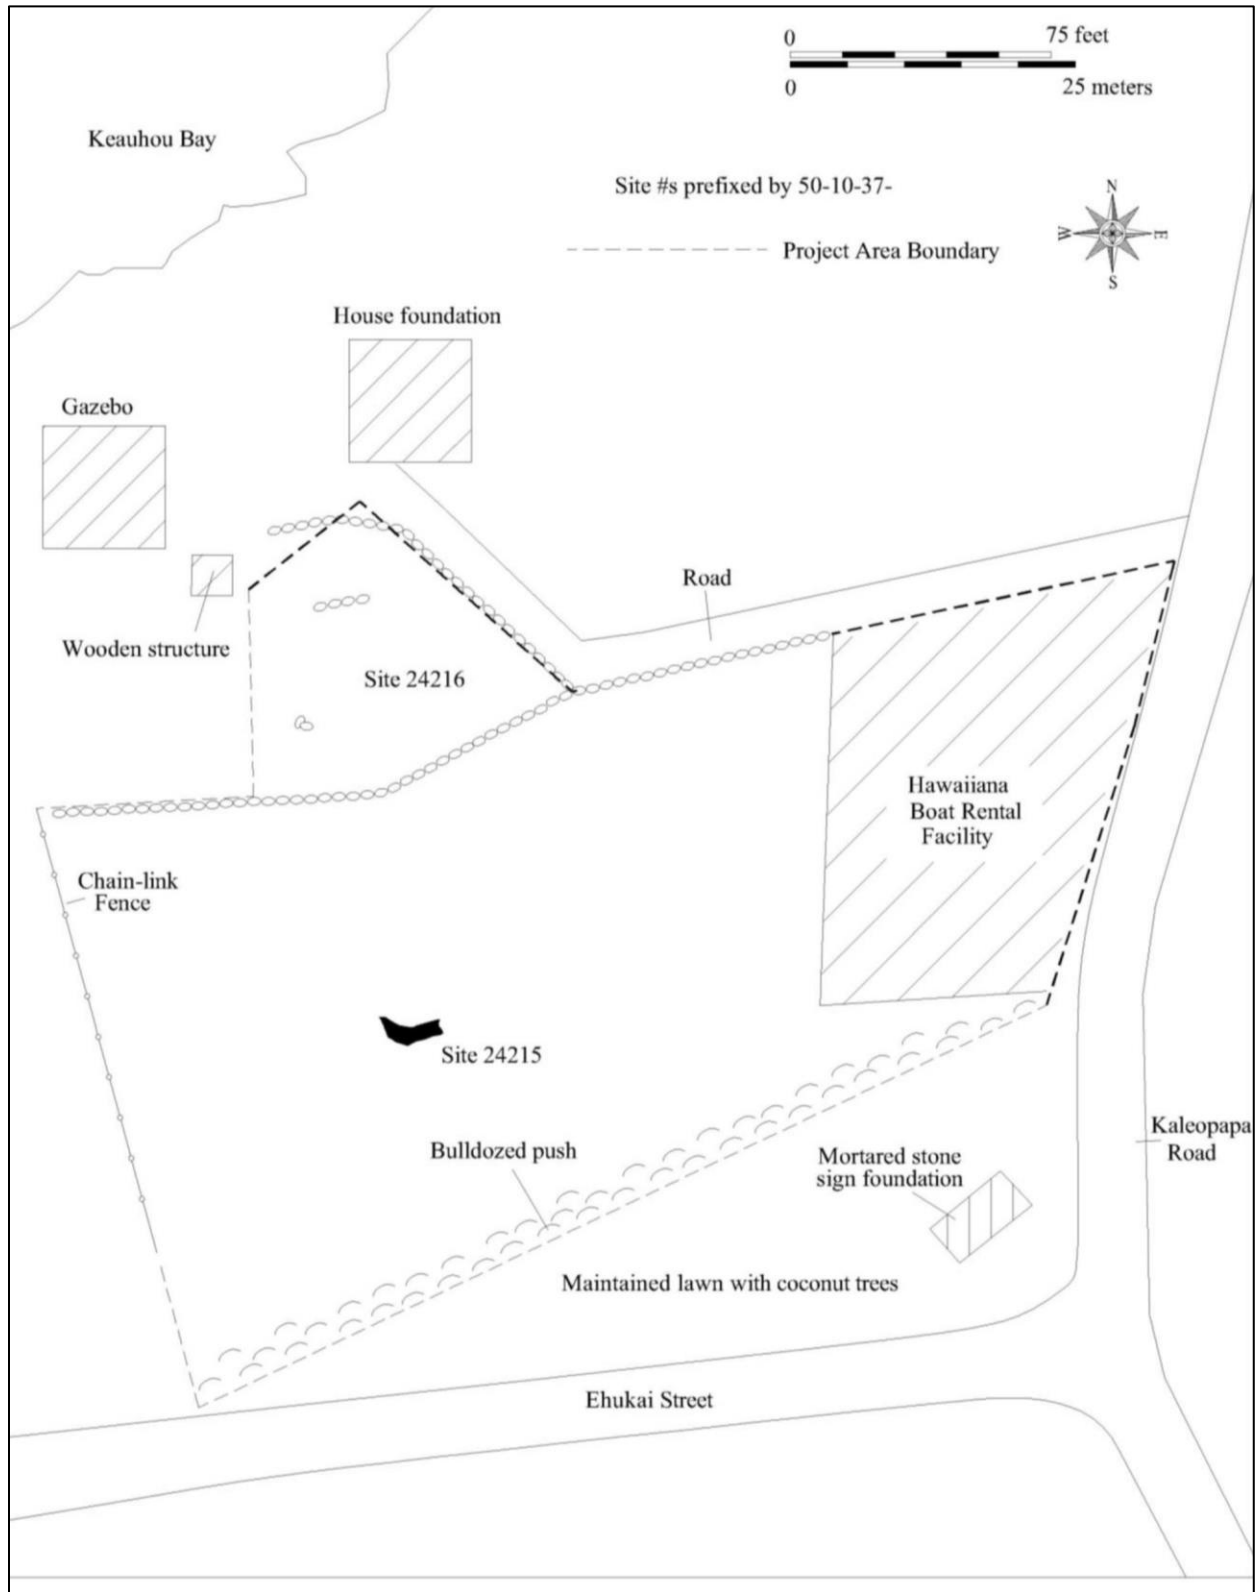 0
75 feet
0
25 meters
Keauhou Bay
Site #s prefixed by 50-10-37-
N
W
E
S
Project Area Boundary
House foundation
Gazebo
Road
Wooden structure
Site 24216
Hawaiiana
Boat Rental
Facility
Chain-link
Fence
Site 24215
Kaleopapa
Road
Bulldozed push
Mortared stone
sign foundation
Maintained lawn with coconut trees
Ehukai Street